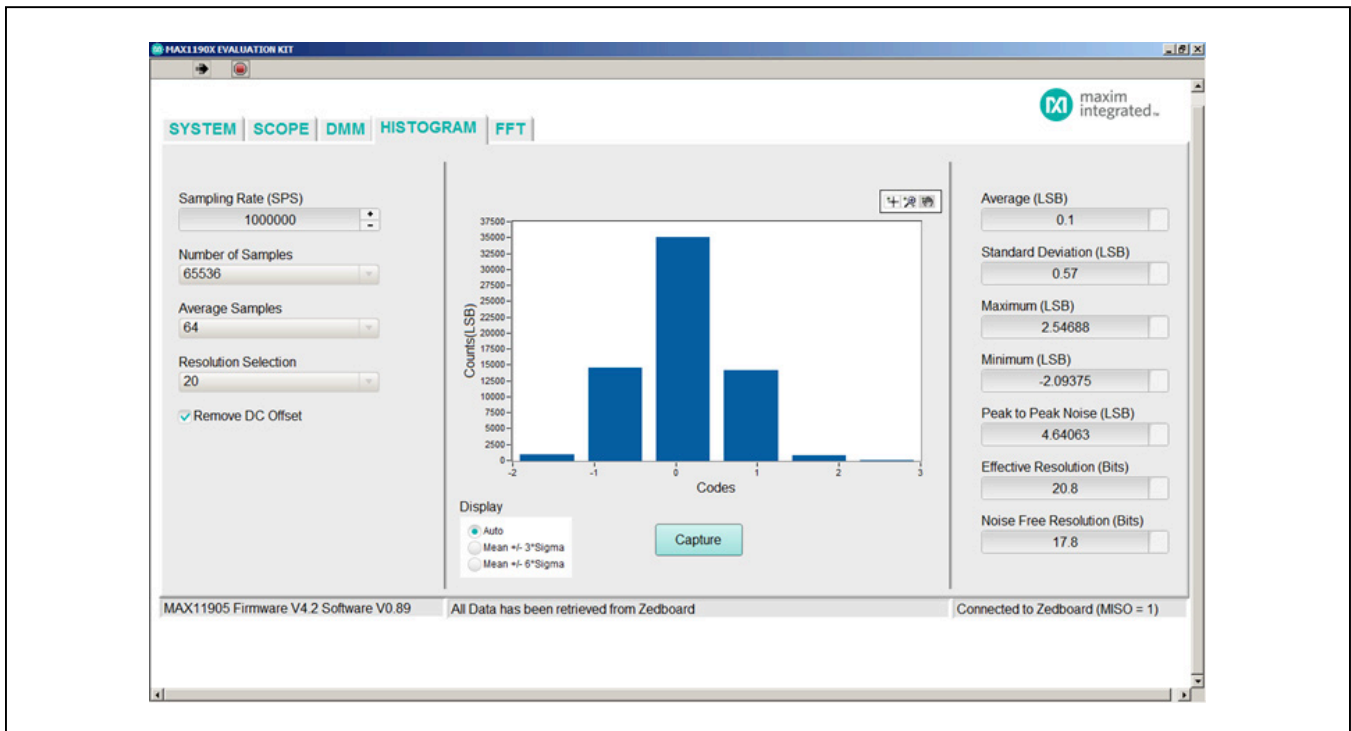 MAX1190X EVALUATION KIT
maxim
integrated™
SYSTEM
SCOPE
DMM
HISTOGRAM
FFT
Sampling Rate (SPS)
1000000
Number of Samples
65536
Average Samples
64
Resolution Selection
20
Remove DC Offset
37500
35000
32500
30000
27500
25000
22500
20000
17500
15000
12500
10000
7500
5000
2500
0
Counts(LSB)
-2 -1 0 1 2 3
Codes
Display
Auto
Mean +/- 3*Sigma
Mean +/- 6*Sigma
Capture
Average (LSB)
0.1
Standard Deviation (LSB)
0.57
Maximum (LSB)
2.54688
Minimum (LSB)
-2.09375
Peak to Peak Noise (LSB)
4.64063
Effective Resolution (Bits)
20.8
Noise Free Resolution (Bits)
17.8
MAX11905 Firmware V4.2 Software V0.89
All Data has been retrieved from Zedboard
Connected to Zedboard (MISO = 1)